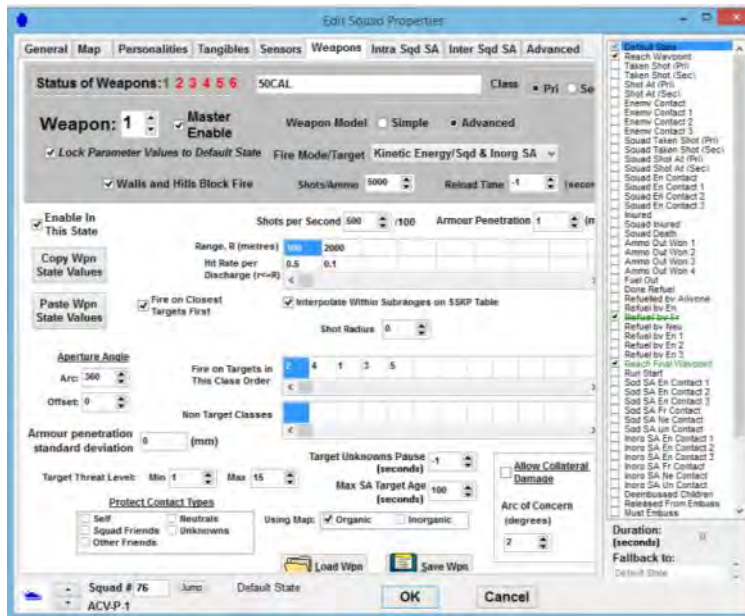 Edit Squad Properties
General Map Personalities Tangibles Sensors Weapons Intra Sqd SA Inter Sqd SA Advanced
Status of Weapons: 1 2 3 4 5 6 50CAL Class Pri Se
Weapon: 1 Master Enable Weapon Model Simple Advanced
Lock Parameter Values to Default State Fire Mode/Target Kinetic Energy/Sqd & Inorg SA
Walls and Hills Block Fire Shots/Ammo 5000 Reload Time -1 (secon
Enable In This State
Shots per Second 500 /100 Armour Penetration 1 (m
Copy Wpn State Values
Range, R (metres) 2000
Hit Rate per Discharge (r<=R) 0.5 0.1
Paste Wpn State Values
Fire on Closest Targets First
Interpolate Within Subranges on SSKP Table
Shot Radius 0
Aperture Angle
Arc: 360
Offset: 0
Fire on Targets in This Class Order 2 4 1 3 5
Non Target Classes
Armour penetration standard deviation 0 (mm)
Target Unknowns Pause (seconds) -1
Target Threat Level: Min 1 Max 15
Max SA Target Age (seconds) 100
Allow Collateral Damage
Protect Contact Types
Self Neutrals
Squad Friends Unknowns
Other Friends
Using Map: Organic Inorganic
Arc of Concern (degrees)
2
Load Wpn Save Wpn
Squad # 76 Jump Default State
ACV-P-1
OK Cancel
Default State
Reach Waypoint
Taken Shot (Pri)
Taken Shot (Sec)
Shot At (Pri)
Shot At (Sec)
Enemy Contact
Enemy Contact 1
Enemy Contact 2
Enemy Contact 3
Squad Taken Shot (Pri)
Squad Taken Shot (Sec)
Squad Shot At (Pri)
Squad Shot At (Sec)
Squad En Contact
Squad En Contact 1
Squad En Contact 2
Squad En Contact 3
Injured
Squad Injured
Squad Death
Ammo Out Wpn 1
Ammo Out Wpn 2
Ammo Out Wpn 3
Ammo Out Wpn 4
Fuel Out
Done Refuel
Refuelled by Anyone
Refuel by En
Refuel by Fr
Refuel by Neu
Refuel by En 1
Refuel by En 2
Refuel by En 3
Reach Final Waypoint
Run Start
Sqd SA En Contact 1
Sqd SA En Contact 2
Sqd SA En Contact 3
Sqd SA Fr Contact
Sqd SA Ne Contact
Sqd SA Un Contact
Inorg SA En Contact 1
Inorg SA En Contact 2
Inorg SA En Contact 3
Inorg SA Fr Contact
Inorg SA Ne Contact
Inorg SA Un Contact
Deembussed Children
Released From Embuss
Must Embuss
Duration: (seconds) 0
Fallback to:
Default State